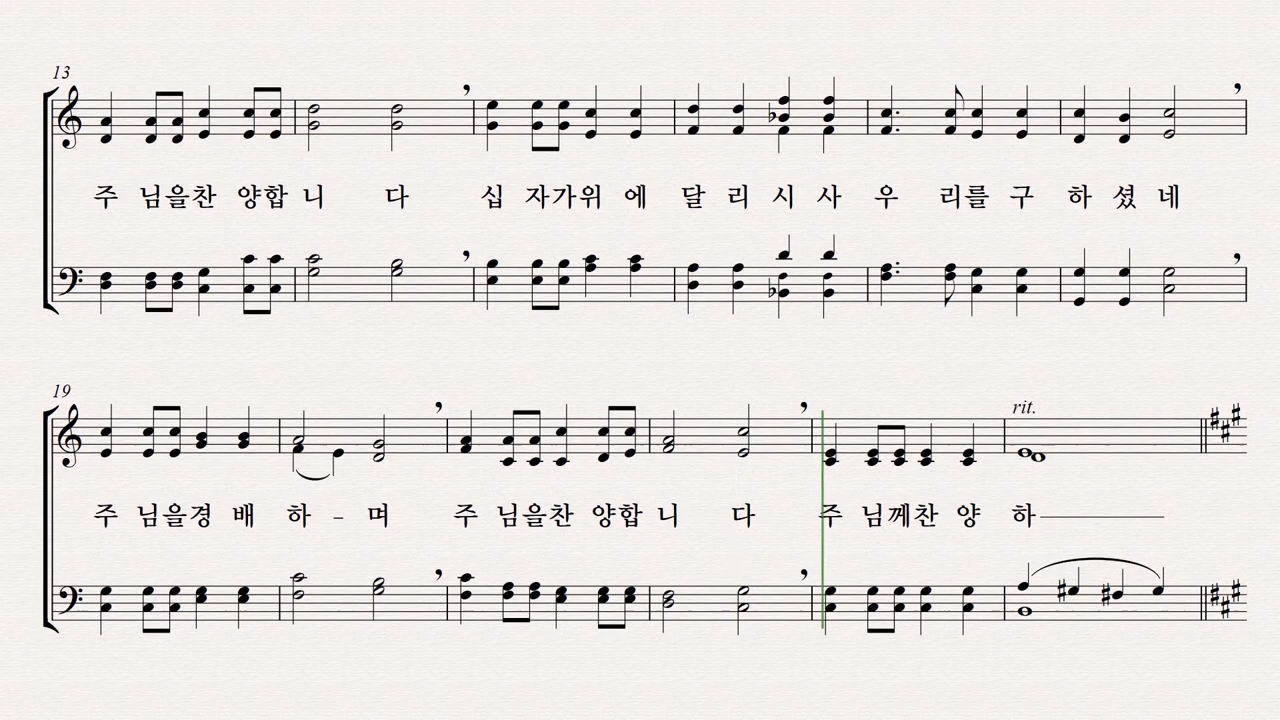 13
주 님을찬 양합 니 다 십 자가위 에 달 리 시 사 우 리를 구 하 셨 네
19
rit.
주 님을경 배 하 - 며 주 님을찬 양합 니 다 주 님께찬 양 하